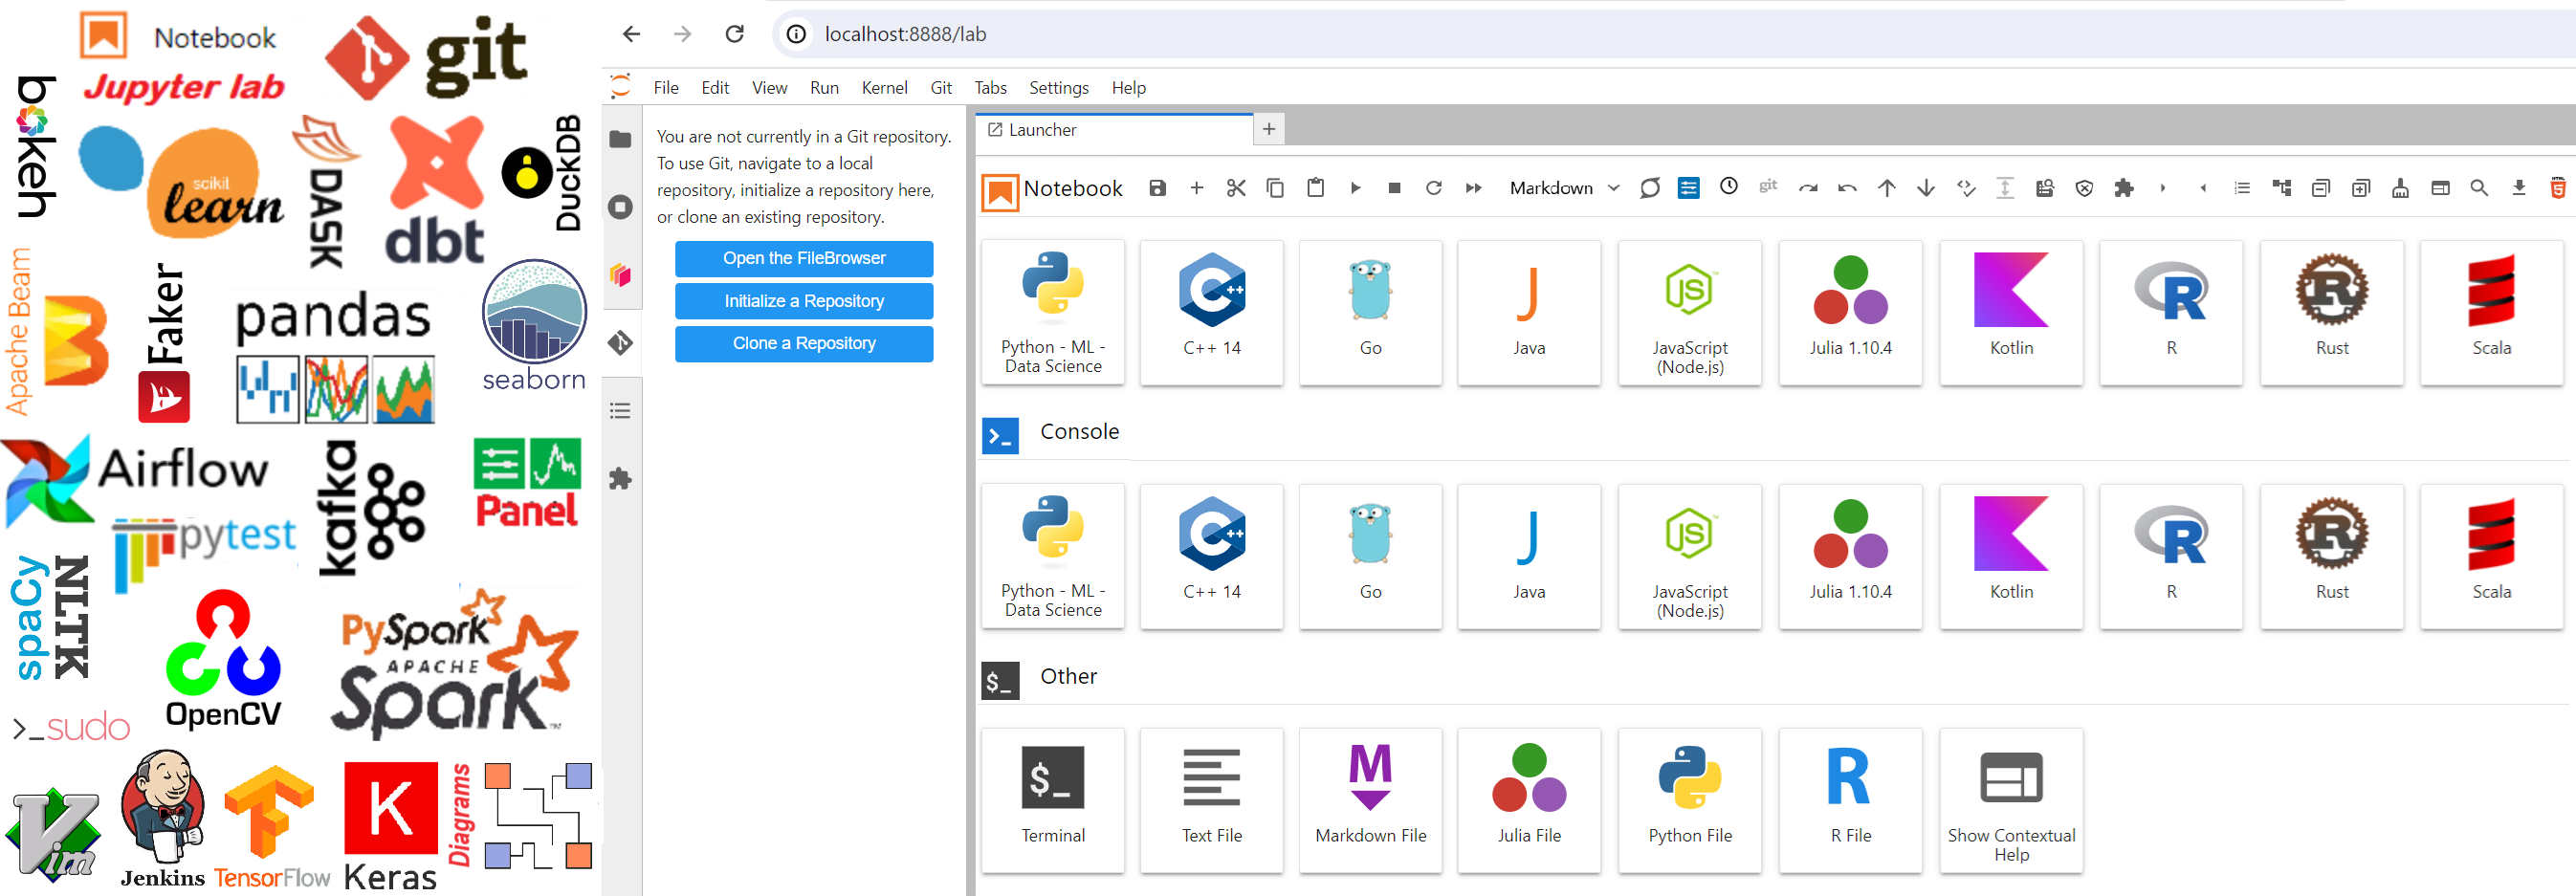 Notebook
Jupyter lab
git
bokeh
scikit
learn
DASK
dbt
DuckDB
Apache Beam
Faker
pandas
seaborn
Airflow
kafka
Panel
pytest
spaCy
NLTK
OpenCV
PySpark
APACHE
Spark
TM
>_sudo
Vim
Jenkins
TensorFlow
K
Keras
Diagrams
localhost:8888/lab
File Edit View Run Kernel Git Tabs Settings Help
You are not currently in a Git repository.
To use Git, navigate to a local
repository, initialize a repository here,
or clone an existing repository.
Open the FileBrowser
Initialize a Repository
Clone a Repository
Launcher
Notebook
Markdown
git
HTML
5
Python - ML -
Data Science
C++
C++ 14
Go
J
Java
JS
JavaScript
(Node.js)
Julia 1.10.4
Kotlin
R
R
R
Rust
Scala
>_
Console
Python - ML -
Data Science
C++
C++ 14
Go
J
Java
JS
JavaScript
(Node.js)
Julia 1.10.4
Kotlin
R
R
R
Rust
Scala
$_
Other
$_
Terminal
Text File
M
Markdown File
Julia File
Python File
R
R File
Show Contextual
Help